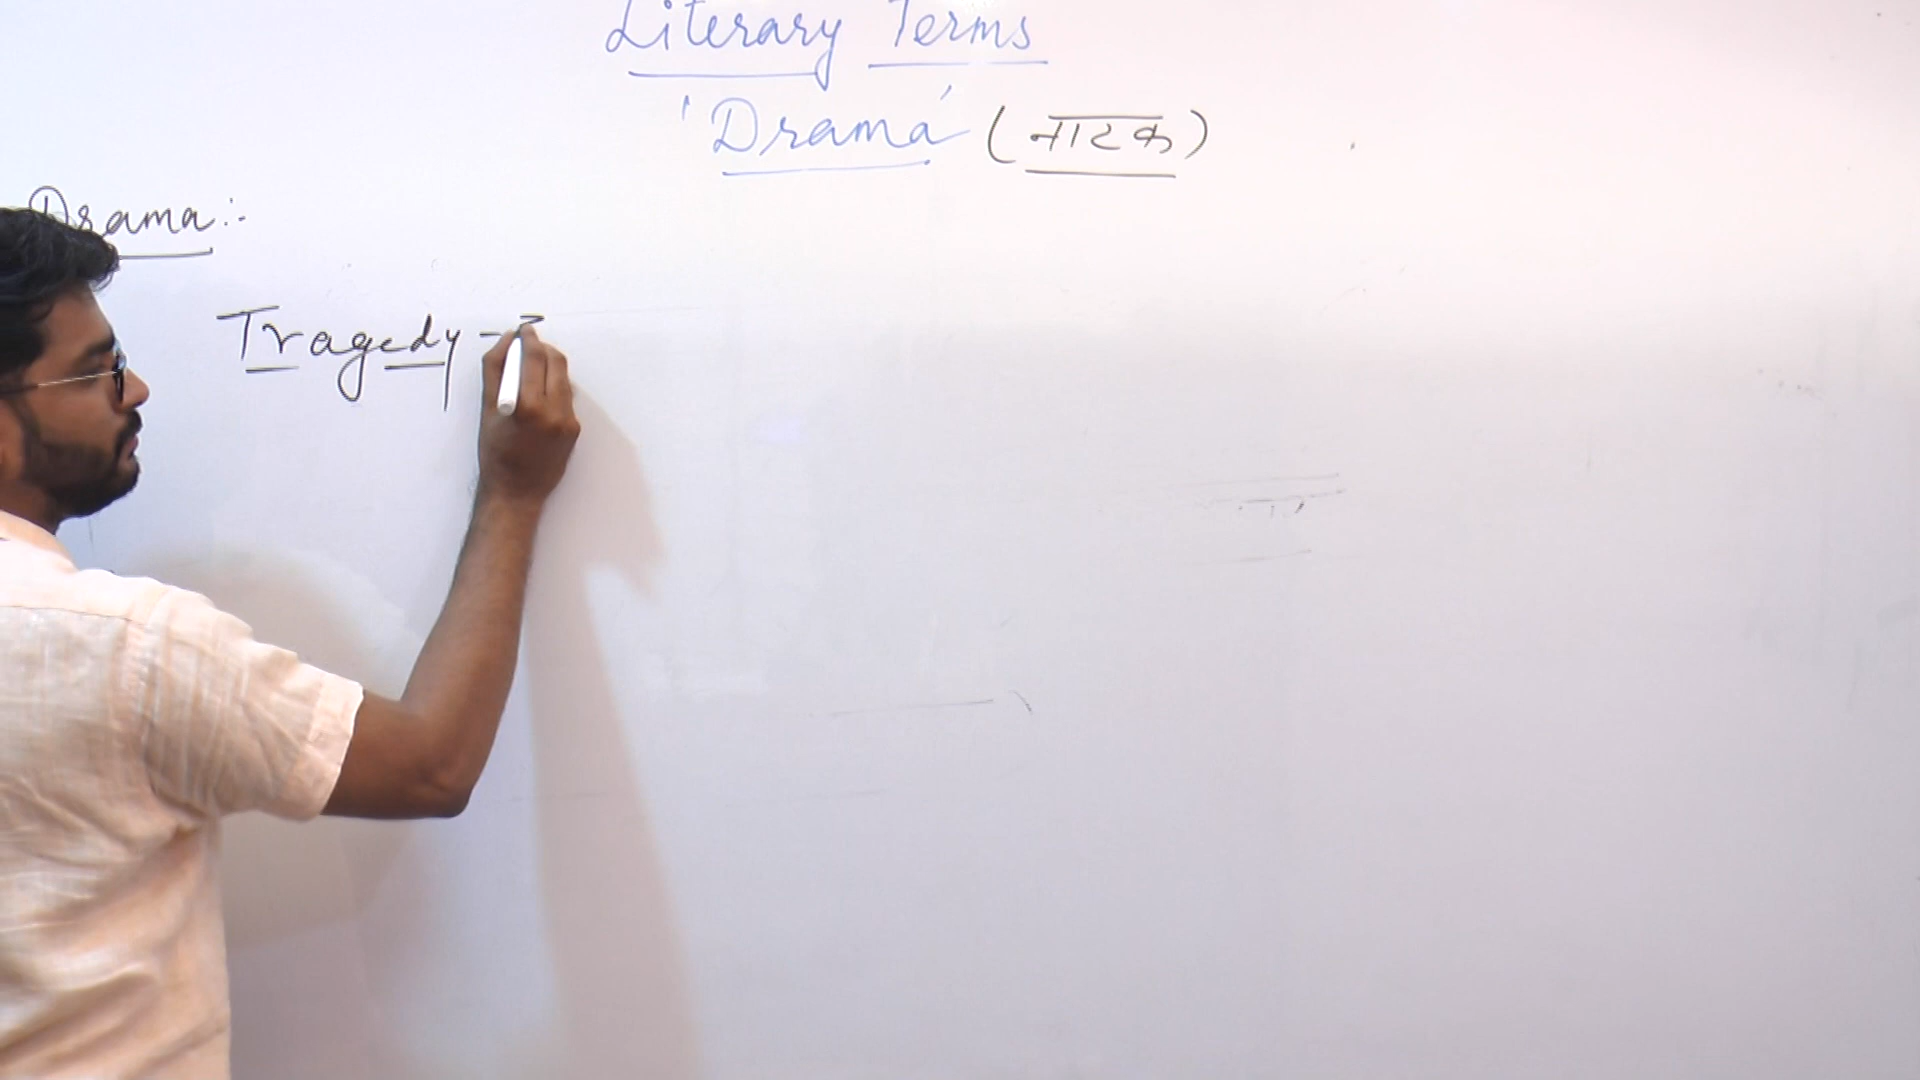 Literary Terms
'Drama' (नाटक)
Drama:-
Tragedy -